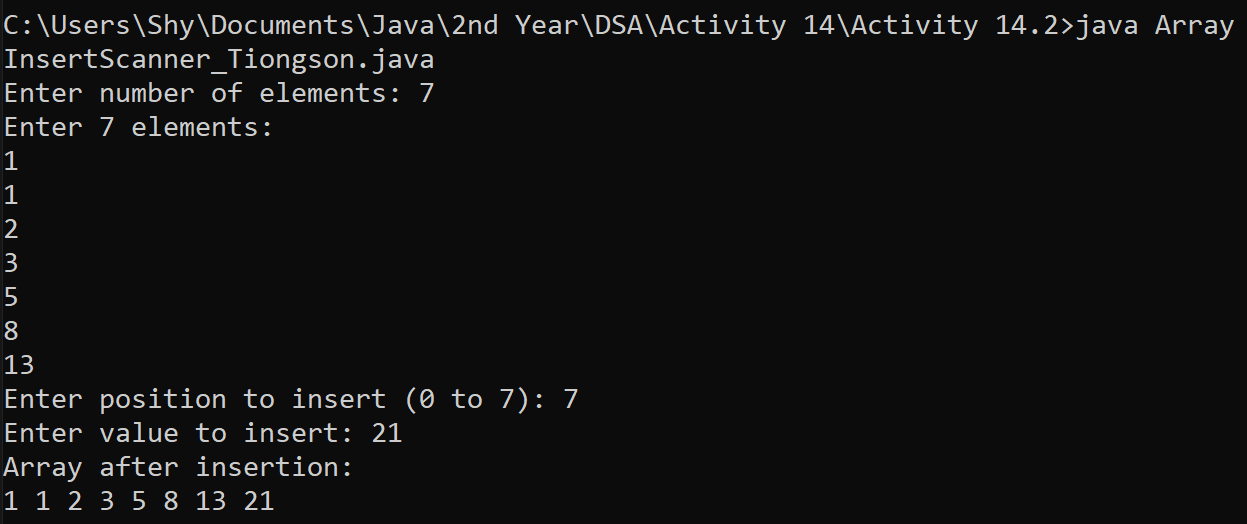 C:\Users\Shy\Documents\Java\2nd Year\DSA\Activity 14\Activity 14.2>java Array
InsertScanner_Tiongson.java
Enter number of elements: 7
Enter 7 elements:
1
1
2
3
5
8
13
Enter position to insert (0 to 7): 7
Enter value to insert: 21
Array after insertion:
1 1 2 3 5 8 13 21